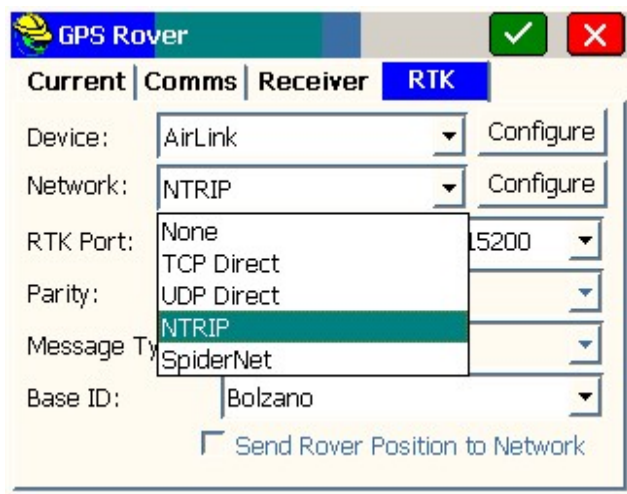 GPS Rover
Current Comms Receiver RTK
Device: AirLink Configure
Network: NTRIP Configure
RTK Port: 15200
None
TCP Direct
UDP Direct
NTRIP
SpiderNet
Parity:
Message Ty
Base ID: Bolzano
Send Rover Position to Network